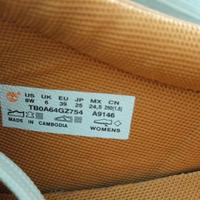 US UK EU JP MX CN
8W 6 39 25 24,5 250(1.5)
TB0A64GZ754 A9146
MADE IN CAMBODIA
WOMENS